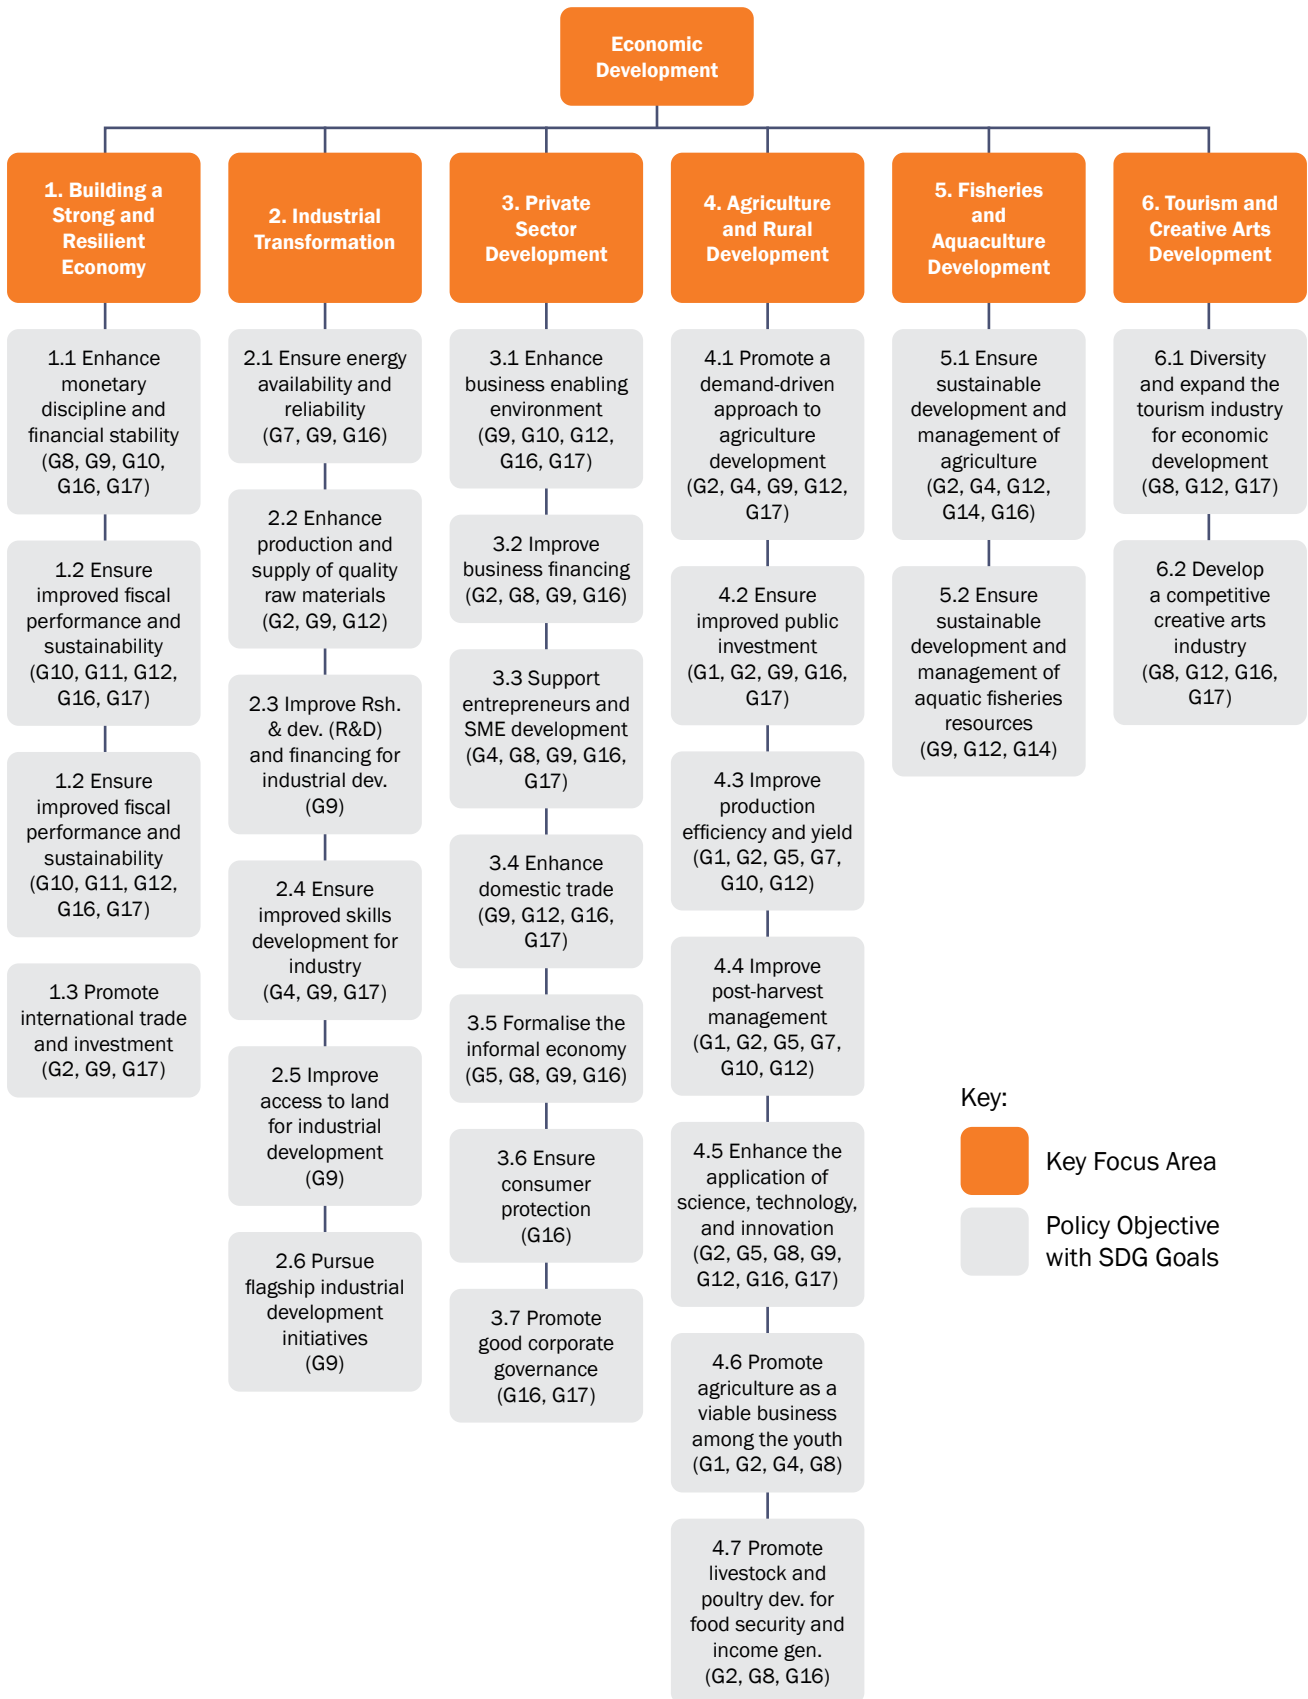 Economic
Development
1. Building a
Strong and
Resilient
Economy
1.1 Enhance
monetary
discipline and
financial stability
(G8, G9, G10,
G16, G17)
1.2 Ensure
improved fiscal
performance and
sustainability
(G10, G11, G12,
G16, G17)
1.2 Ensure
improved fiscal
performance and
sustainability
(G10, G11, G12,
G16, G17)
1.3 Promote
international trade
and investment
(G2, G9, G17)
2. Industrial
Transformation
2.1 Ensure energy
availability and
reliability
(G7, G9, G16)
2.2 Enhance
production and
supply of quality
raw materials
(G2, G9, G12)
2.3 Improve Rsh.
& dev. (R&D)
and financing for
industrial dev.
(G9)
2.4 Ensure
improved skills
development for
industry
(G4, G9, G17)
2.5 Improve
access to land
for industrial
development
(G9)
2.6 Pursue
flagship industrial
development
initiatives
(G9)
3. Private
Sector
Development
3.1 Enhance
business enabling
environment
(G9, G10, G12,
G16, G17)
3.2 Improve
business financing
(G2, G8, G9, G16)
3.3 Support
entrepreneurs and
SME development
(G4, G8, G9, G16,
G17)
3.4 Enhance
domestic trade
(G9, G12, G16,
G17)
3.5 Formalise the
informal economy
(G5, G8, G9, G16)
3.6 Ensure
consumer
protection
(G16)
3.7 Promote
good corporate
governance
(G16, G17)
4. Agriculture
and Rural
Development
4.1 Promote a
demand-driven
approach to
agriculture
development
(G2, G4, G9, G12,
G17)
4.2 Ensure
improved public
investment
(G1, G2, G9, G16,
G17)
4.3 Improve
production
efficiency and yield
(G1, G2, G5, G7,
G10, G12)
4.4 Improve
post-harvest
management
(G1, G2, G5, G7,
G10, G12)
4.5 Enhance the
application of
science, technology,
and innovation
(G2, G5, G8, G9,
G12, G16, G17)
4.6 Promote
agriculture as a
viable business
among the youth
(G1, G2, G4, G8)
4.7 Promote
livestock and
poultry dev. for
food security and
income gen.
(G2, G8, G16)
5. Fisheries
and
Aquaculture
Development
5.1 Ensure
sustainable
development and
management of
agriculture
(G2, G4, G12,
G14, G16)
5.2 Ensure
sustainable
development and
management of
aquatic fisheries
resources
(G9, G12, G14)
6. Tourism and
Creative Arts
Development
6.1 Diversity
and expand the
tourism industry
for economic
development
(G8, G12, G17)
6.2 Develop
a competitive
creative arts
industry
(G8, G12, G16,
G17)
Key:
Key Focus Area
Policy Objective
with SDG Goals